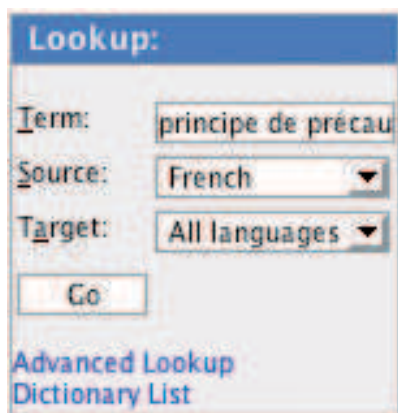 Lookup:
Term: principe de précau
Source: French
Target: All languages
Go
Advanced Lookup
Dictionary List